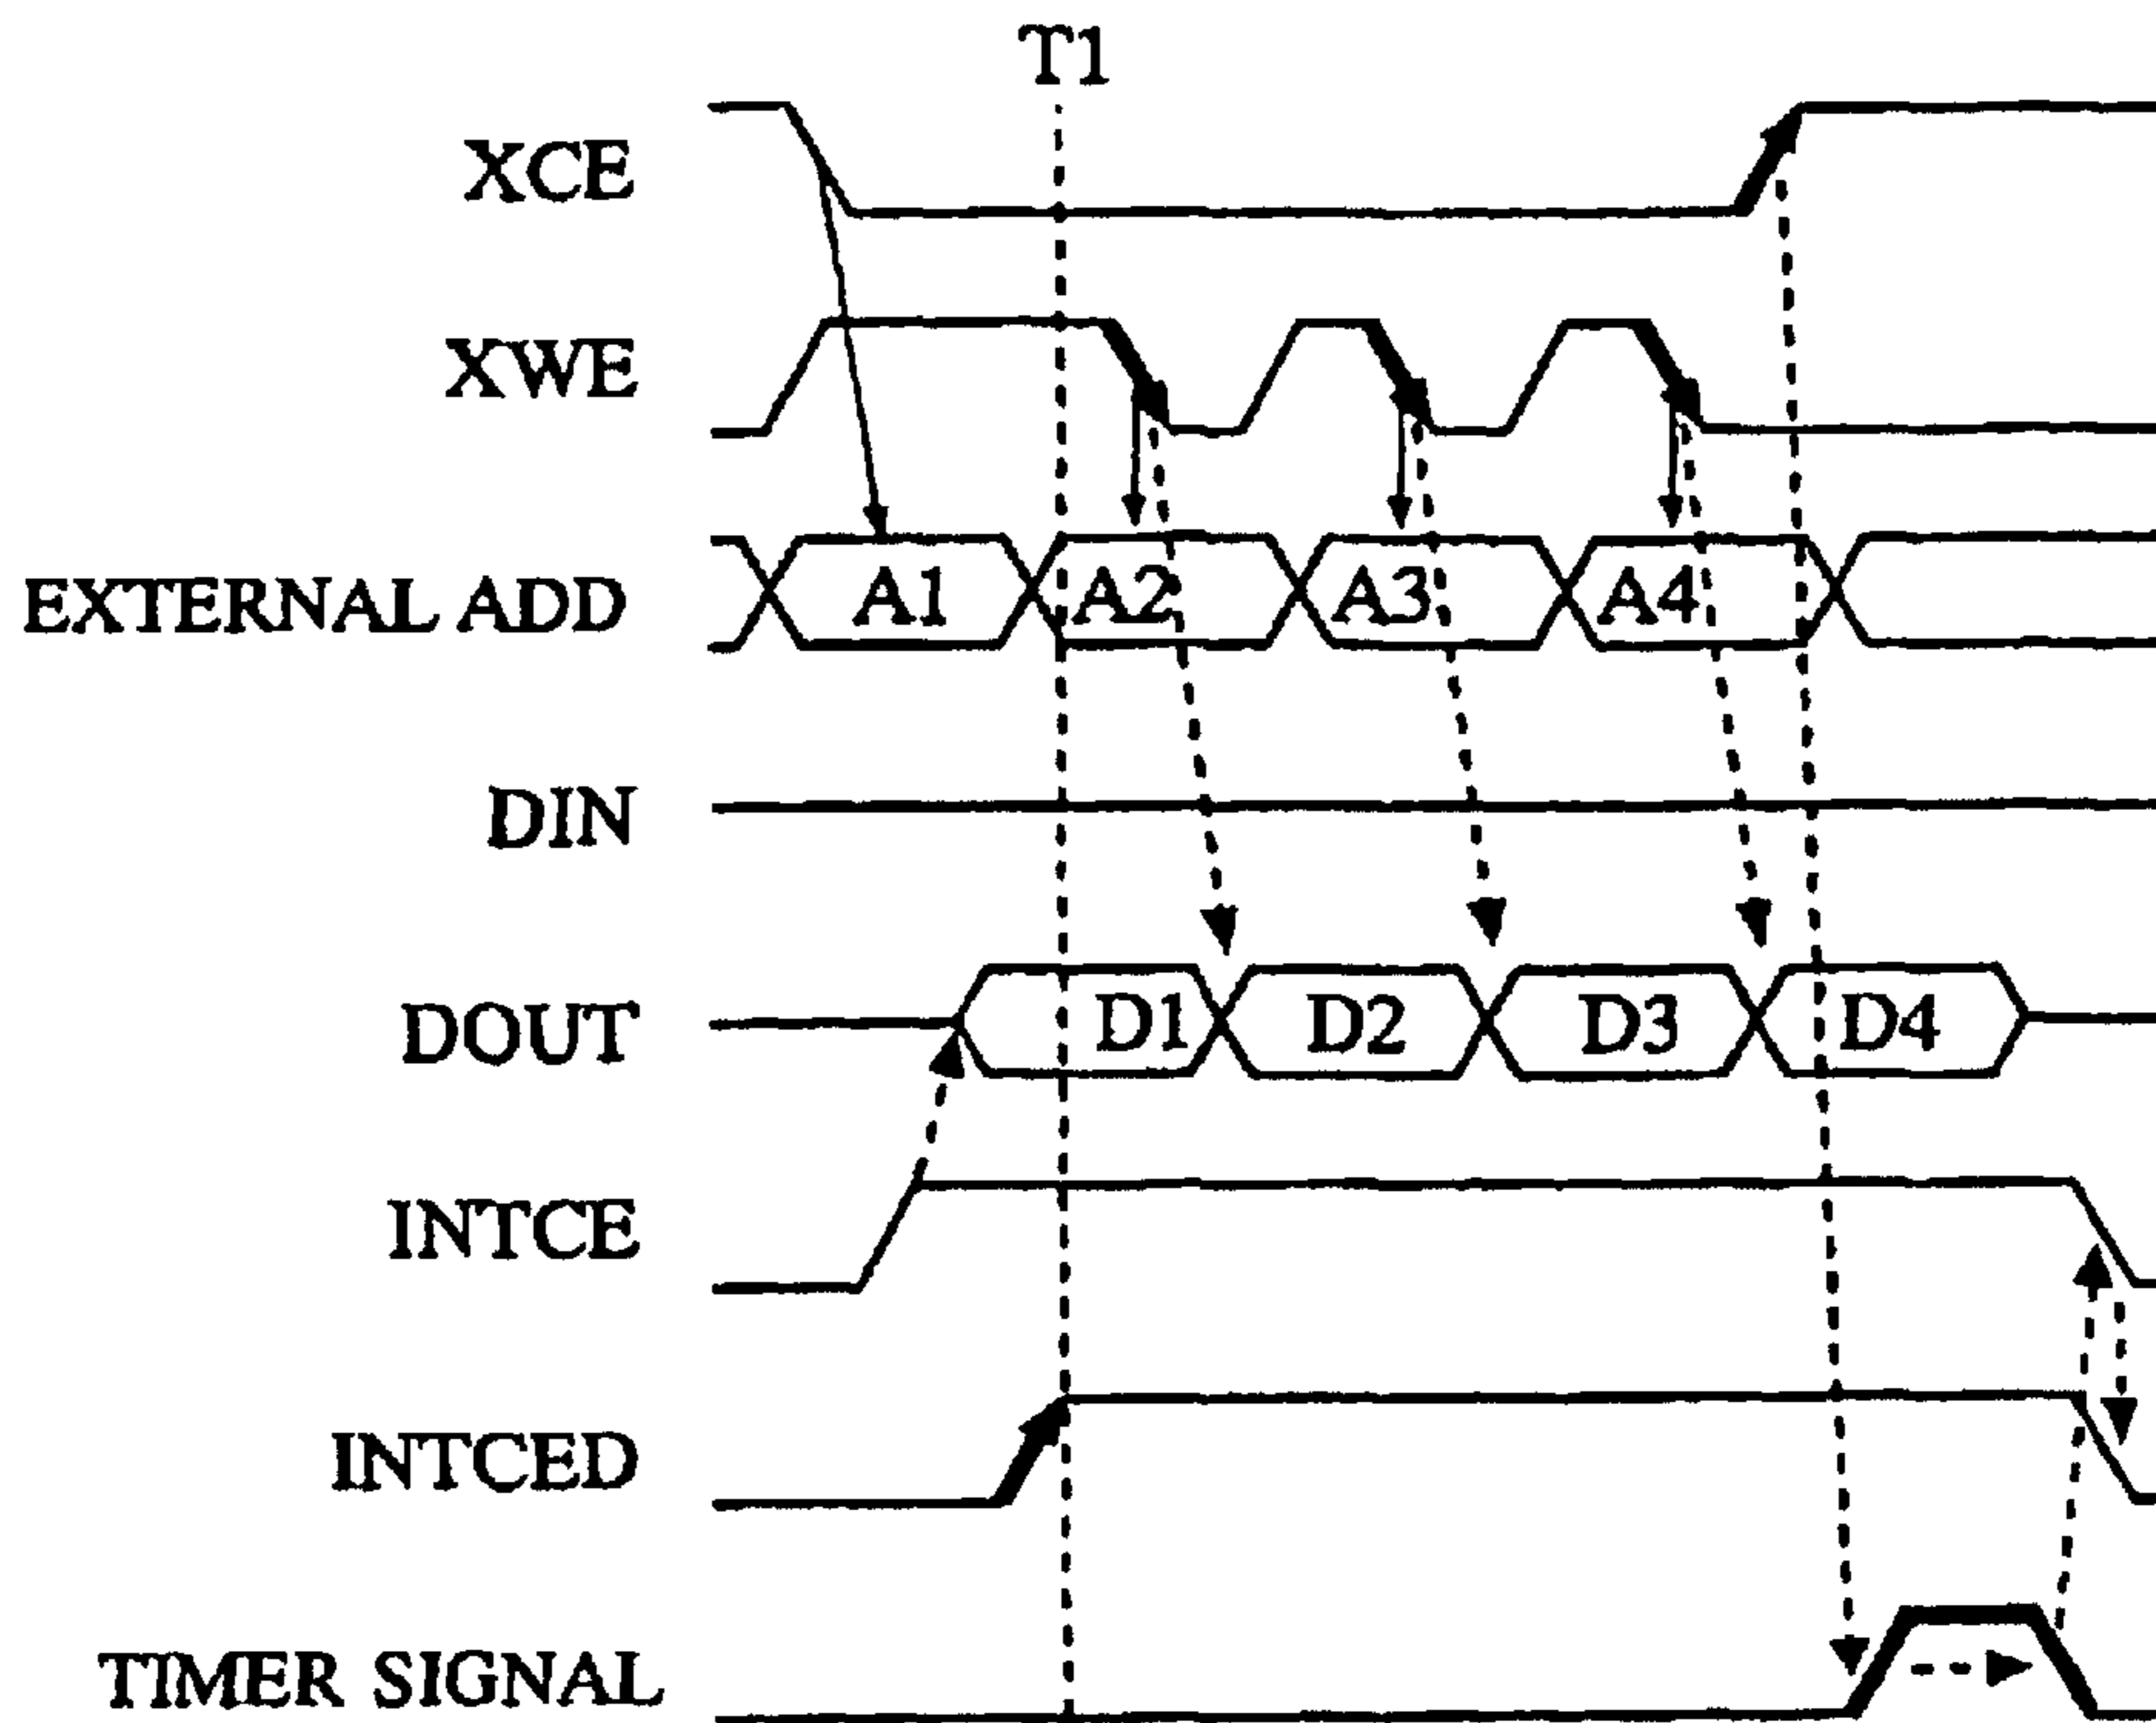 T1
XCE
XWE
EXTERNAL ADD A1 A2 A3 A4
DIN
DOUT D1 D2 D3 D4
INTCE
INTCED
TIMER SIGNAL